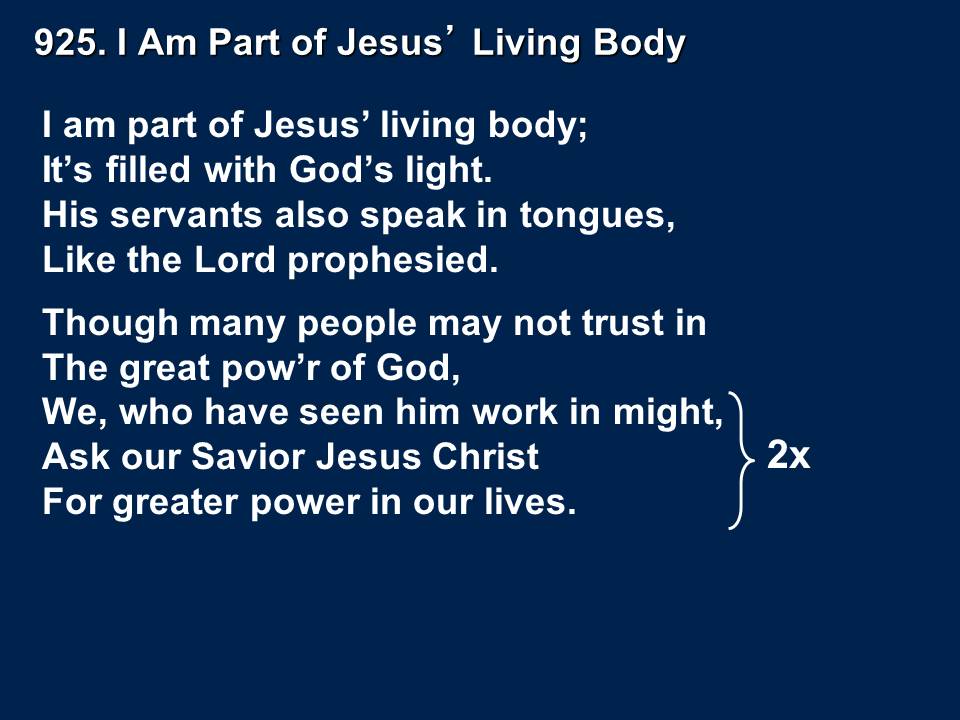 925. I Am Part of Jesus’ Living Body
I am part of Jesus’ living body;
It’s filled with God’s light.
His servants also speak in tongues,
Like the Lord prophesied.
Though many people may not trust in
The great pow’r of God,
We, who have seen him work in might,
Ask our Savior Jesus Christ
For greater power in our lives.
2x